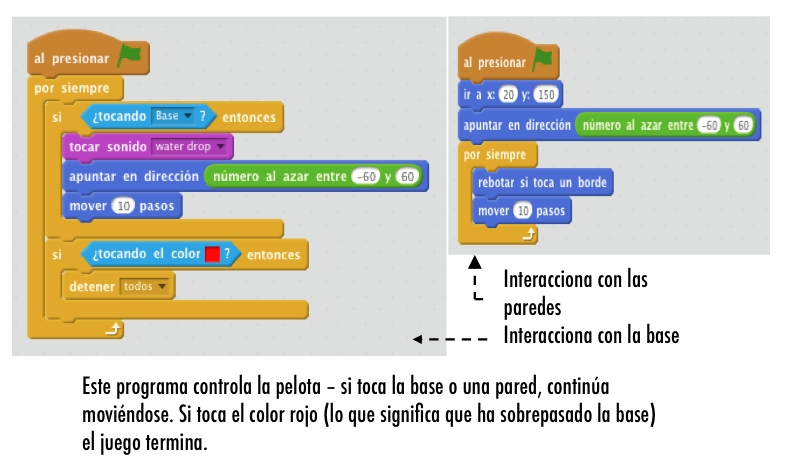 al presionar
por siempre
si ¿tocando Base ? entonces
tocar sonido water drop
apuntar en dirección número al azar entre -60 y 60
mover 10 pasos
si ¿tocando el color ? entonces
detener todos
al presionar
ir a x: 20 y: 150
apuntar en dirección número al azar entre -60 y 60
por siempre
rebotar si toca un borde
mover 10 pasos
Interacciona con las
paredes
Interacciona con la base
Este programa controla la pelota – si toca la base o una pared, continúa
moviéndose. Si toca el color rojo (lo que significa que ha sobrepasado la base)
el juego termina.